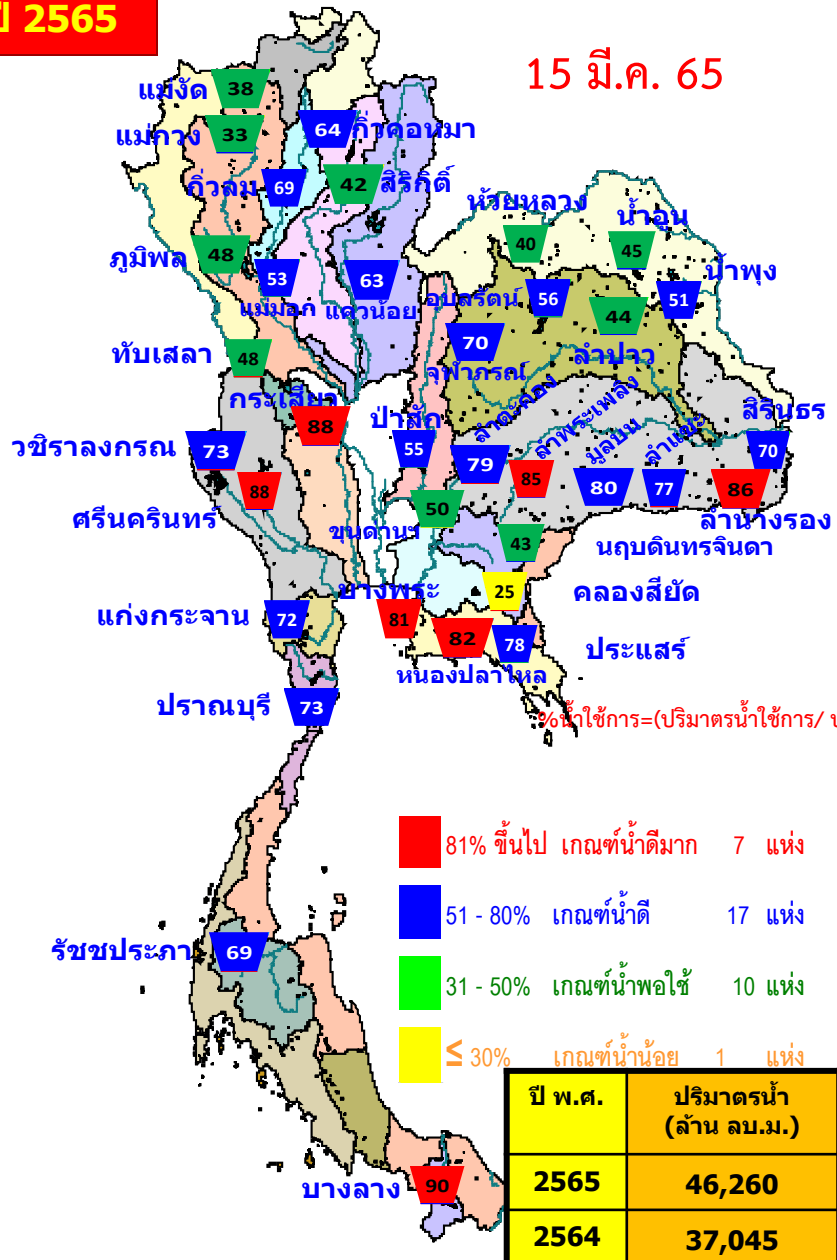 ปี 2565
15 มี.ค. 65
แม่งัด 38
แม่กวง 33
64 กิ่วคอหมา
กิ่วลม 69
42 สิริกิติ์
ห้วยหลวง 40
น้ำอูน 45
น้ำพุง 51
ภูมิพล 48
53 แม่มอก
63 แควน้อย
อุบลรัตน์ 56
44 ลำปาว
70 จุฬาภรณ์
ทับเสลา 48
กระเสียว 88
ป่าสัก 55
ลำตะคอง 79
ลำพระเพลิง 85
มูลบน 80
ลำแชะ 77
สิรินธร 70
86 ลำนางรอง
วชิราลงกรณ 73
88 ศรีนครินทร์
50 ขุนด่านฯ
43 นฤบดินทรจินดา
25 คลองสียัด
บางพระ 81
82 หนองปลาไหล
78 ประแสร์
แก่งกระจาน 72
ปราณบุรี 73
%น้ำใช้การ=(ปริมาตรน้ำใช้การ/
81% ขึ้นไป เกณฑ์น้ำดีมาก 7 แห่ง
51 - 80% เกณฑ์น้ำดี 17 แห่ง
31 - 50% เกณฑ์น้ำพอใช้ 10 แห่ง
≤ 30% เกณฑ์น้ำน้อย 1 แห่ง
รัชชประภา 69
บางลาง 90
ปี พ.ศ. ปริมาตรน้ำ
(ล้าน ลบ.ม.)
2565 46,260
2564 37,045